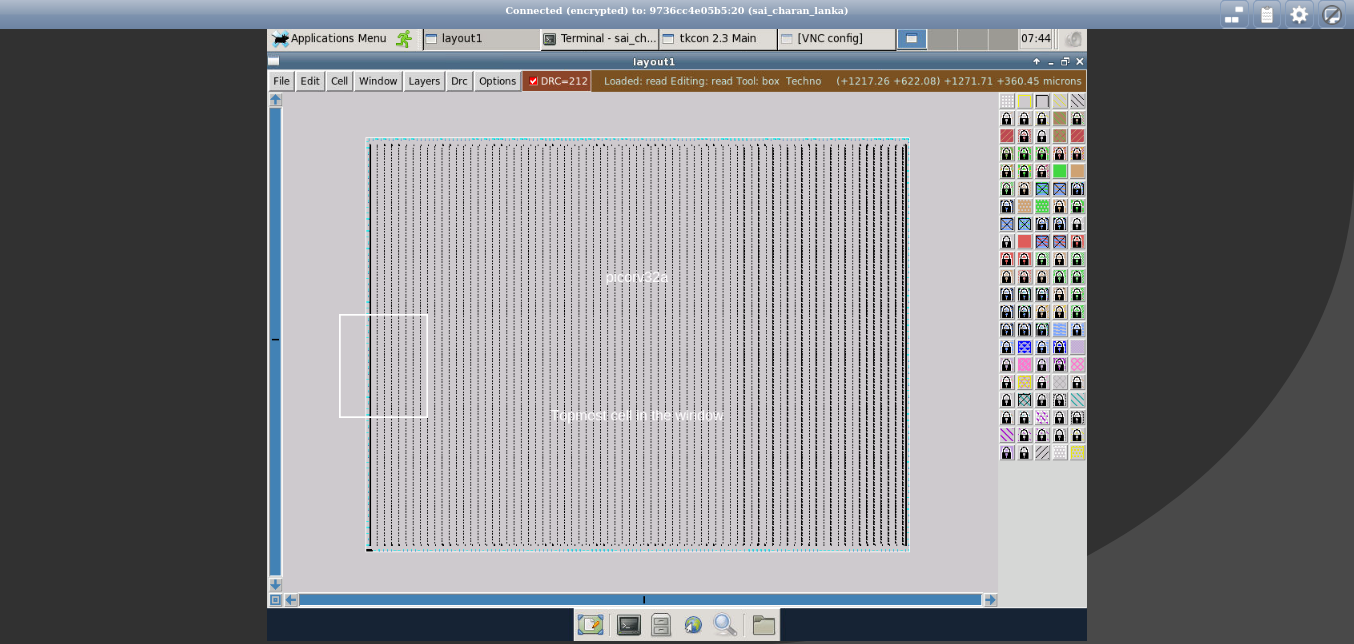 Connected (encrypted) to: 9736cc4e05b5:20 (sai_charan_lanka)
Applications Menu layout1 Terminal - sai_ch... tkcon 2.3 Main [VNC config] 07:44
layout1
File Edit Cell Window Layers Drc Options DRC=212 Loaded: read Editing: read Tool: box Techno (+1217.26 +622.08) +1271.71 +360.45 microns
picorv32a
Topmost cell in the window